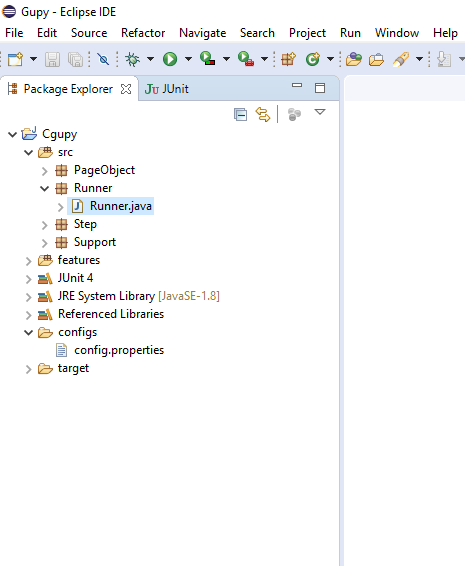 Gupy - Eclipse IDE
File Edit Source Refactor Navigate Search Project Run Window Help
Package Explorer JUnit
Cgupy
src
PageObject
Runner
Runner.java
Step
Support
features
JUnit 4
JRE System Library [JavaSE-1.8]
Referenced Libraries
configs
config.properties
target